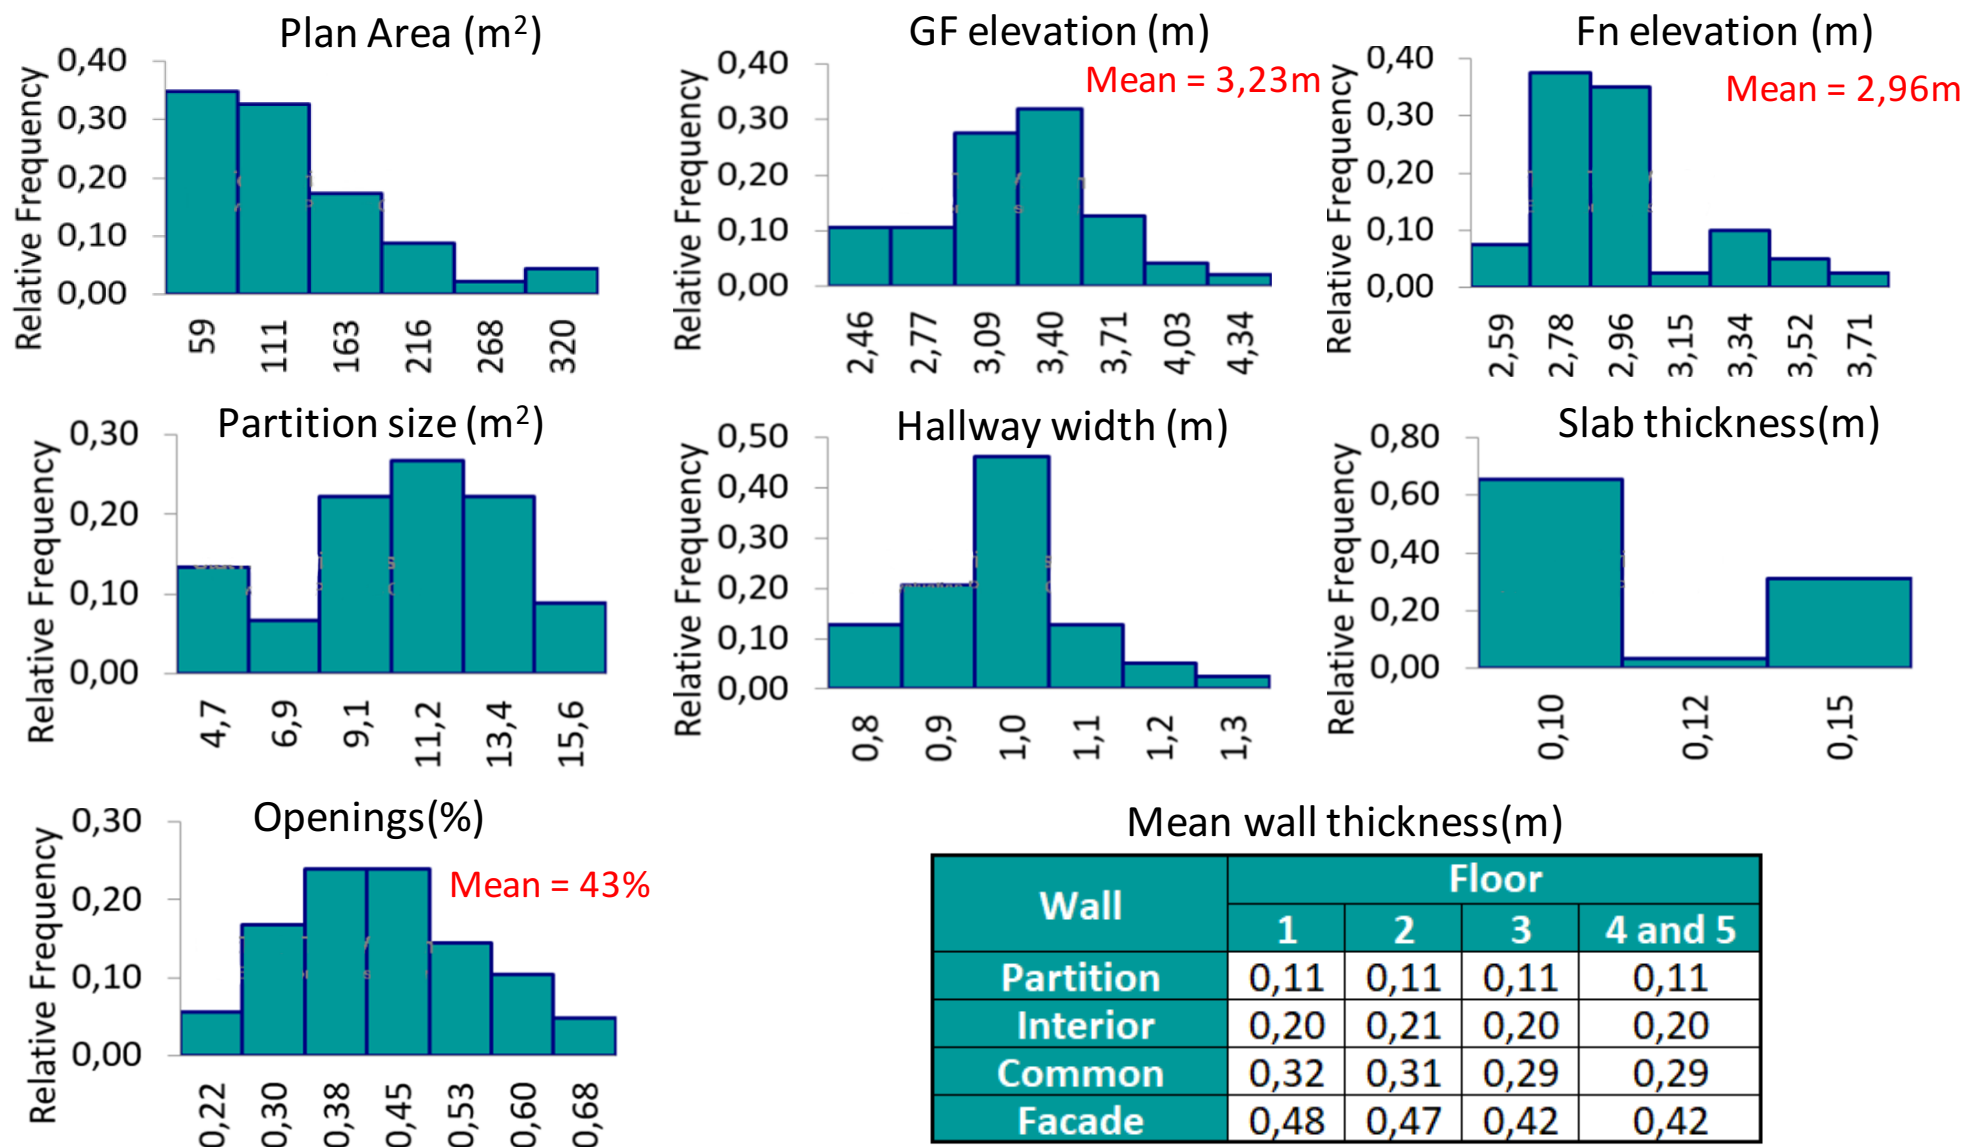 Plan Area (m²)
Relative Frequency
0,40
0,30
0,20
0,10
0,00
59 111 163 216 268 320
GF elevation (m)
Mean = 3,23m
Relative Frequency
0,40
0,30
0,20
0,10
0,00
2,46 2,77 3,09 3,40 3,71 4,03 4,34
Fn elevation (m)
Mean = 2,96m
Relative Frequency
0,40
0,30
0,20
0,10
0,00
2,59 2,78 2,96 3,15 3,34 3,52 3,71
Partition size (m²)
Relative Frequency
0,30
0,20
0,10
0,00
4,7 6,9 9,1 11,2 13,4 15,6
Hallway width (m)
Relative Frequency
0,50
0,40
0,30
0,20
0,10
0,00
0,8 0,9 1,0 1,1 1,2 1,3
Slab thickness(m)
Relative Frequency
0,80
0,60
0,40
0,20
0,00
0,10 0,12 0,15
Openings(%)
Mean = 43%
Relative Frequency
0,30
0,20
0,10
0,00
0,22 0,30 0,38 0,45 0,53 0,60 0,68
Mean wall thickness(m)
Wall Floor
1 2 3 4 and 5
Partition 0,11 0,11 0,11 0,11
Interior 0,20 0,21 0,20 0,20
Common 0,32 0,31 0,29 0,29
Facade 0,48 0,47 0,42 0,42